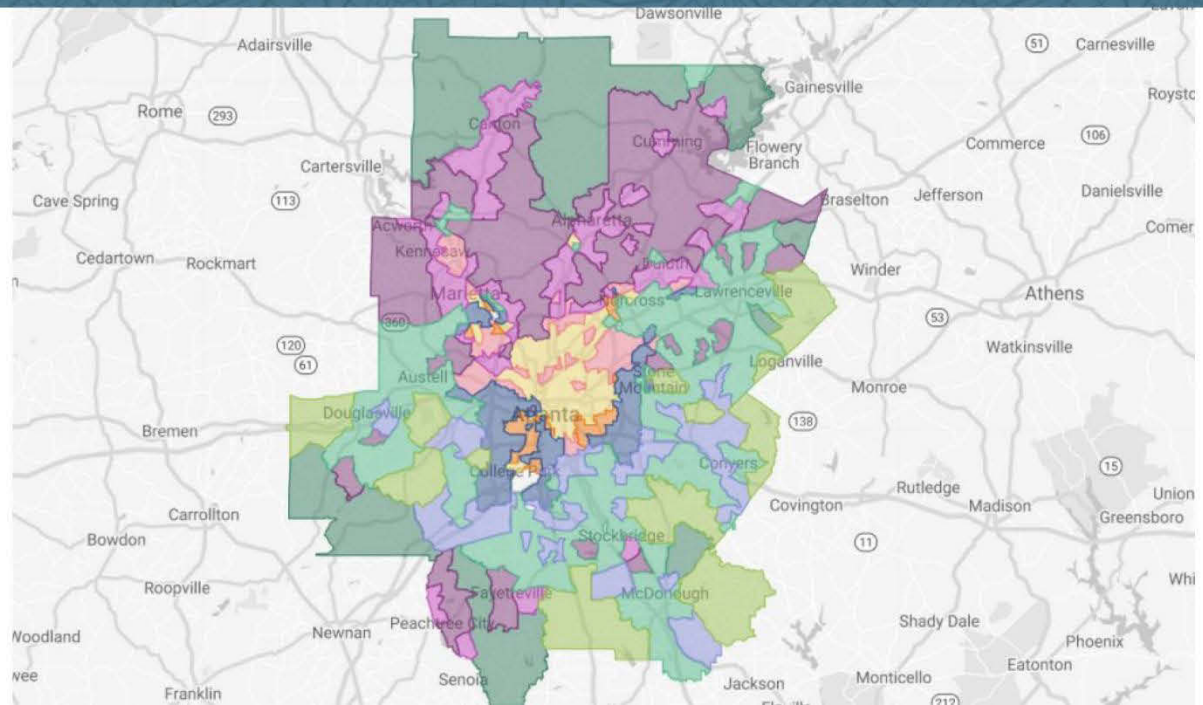 Dawsonville
51
Carnesville
Adairsville
Gainesville
Rome
293
Canton
Cumming
106
Flowery
Branch
Commerce
Cartersville
Cave Spring
113
Braselton
Jefferson
Danielsville
Acworth
Alpharetta
Comer
Kennesaw
Cedartown
Rockmart
Duluth
Winder
Marietta
Norcross
Lawrenceville
Athens
360
53
120
61
Loganville
Watkinsville
Austell
Stone
Mountain
Monroe
Douglasville
Atlanta
138
Bremen
College Park
Conyers
15
Covington
Rutledge
Madison
Union
Greensboro
Carrollton
Bowdon
Stockbridge
11
Roopville
Fayetteville
McDonough
Woodland
Newnan
Peachtree City
Shady Dale
Phoenix
Senoia
Jackson
Monticello
Eatonton
Franklin
212